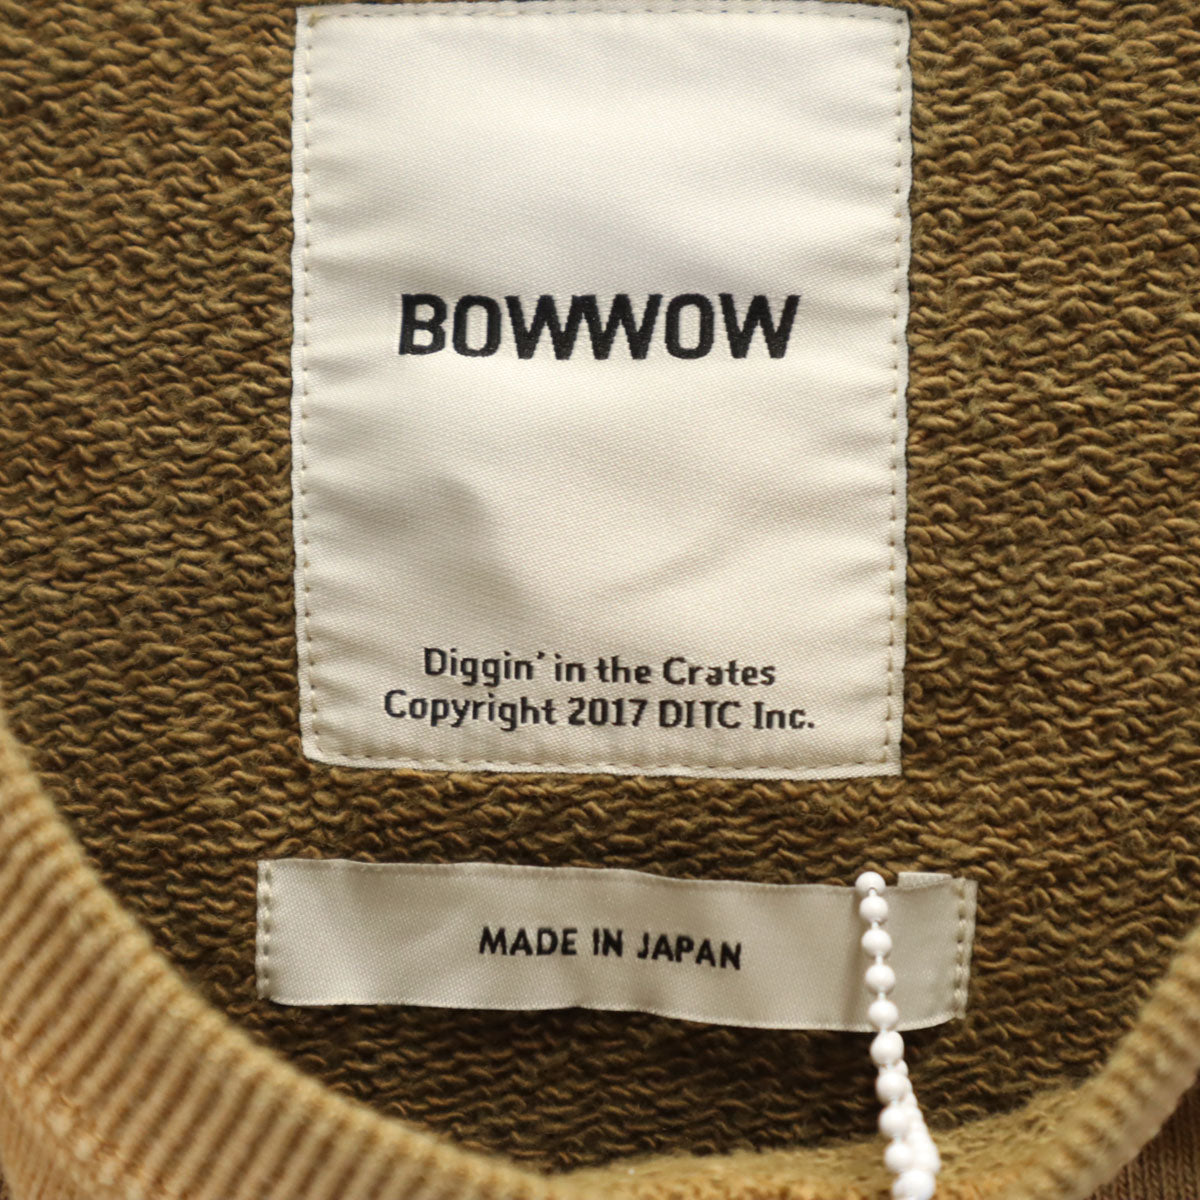 BOWWOW
Diggin' in the Crates
Copyright 2017 DITC Inc.
MADE IN JAPAN